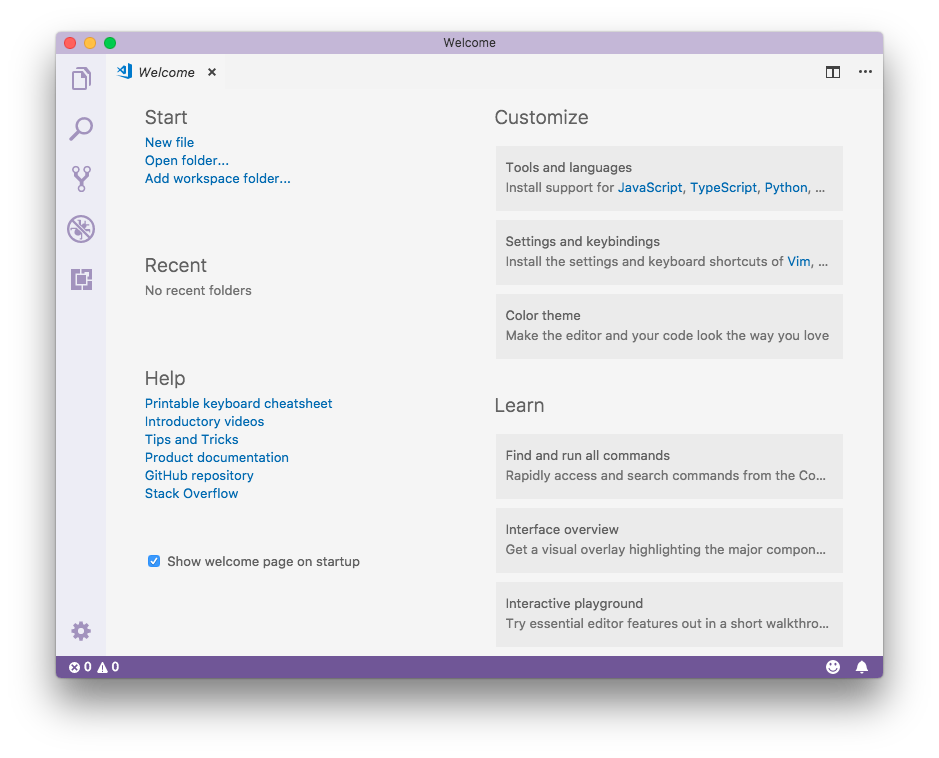 Welcome
Welcome
Start
New file
Open folder...
Add workspace folder...
Recent
No recent folders
Help
Printable keyboard cheatsheet
Introductory videos
Tips and Tricks
Product documentation
GitHub repository
Stack Overflow
Show welcome page on startup
Customize
Tools and languages
Install support for JavaScript, TypeScript, Python, ...
Settings and keybindings
Install the settings and keyboard shortcuts of Vim, ...
Color theme
Make the editor and your code look the way you love
Learn
Find and run all commands
Rapidly access and search commands from the Co...
Interface overview
Get a visual overlay highlighting the major compon...
Interactive playground
Try essential editor features out in a short walkthro...
0 0